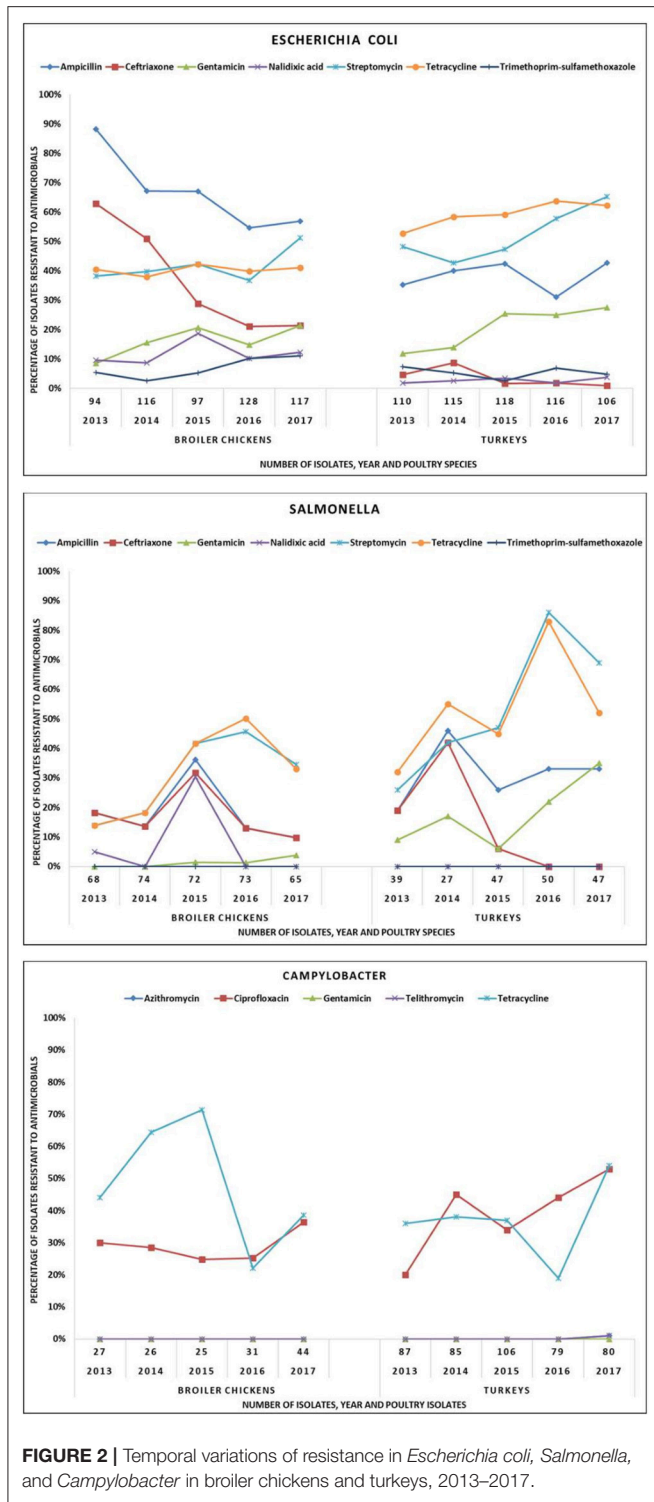 ESCHERICHIA COLI
Ampicillin Ceftriaxone Gentamicin Nalidixic acid Streptomycin Tetracycline Trimethoprim-sulfamethoxazole
PERCENTAGE OF ISOLATES RESISTANT TO ANTIMICROBIALS
100%
90%
80%
70%
60%
50%
40%
30%
20%
10%
0%
94 116 97 128 117 110 115 118 116 106
2013 2014 2015 2016 2017 2013 2014 2015 2016 2017
BROILER CHICKENS TURKEYS
NUMBER OF ISOLATES, YEAR AND POULTRY SPECIES
SALMONELLA
Ampicillin Ceftriaxone Gentamicin Nalidixic acid Streptomycin Tetracycline Trimethoprim-sulfamethoxazole
PERCENTAGE OF ISOLATES RESISTANT TO ANTIMICROBIALS
100%
90%
80%
70%
60%
50%
40%
30%
20%
10%
0%
68 74 72 73 65 39 27 47 50 47
2013 2014 2015 2016 2017 2013 2014 2015 2016 2017
BROILER CHICKENS TURKEYS
NUMBER OF ISOLATES, YEAR AND POULTRY SPECIES
CAMPYLOBACTER
Azithromycin Ciprofloxacin Gentamicin Telithromycin Tetracycline
PERCENTAGE OF ISOLATES RESISTANT TO ANTIMICROBIALS
100%
90%
80%
70%
60%
50%
40%
30%
20%
10%
0%
27 26 25 31 44 87 85 106 79 80
2013 2014 2015 2016 2017 2013 2014 2015 2016 2017
BROILER CHICKENS TURKEYS
NUMBER OF ISOLATES, YEAR AND POULTRY ISOLATES
FIGURE 2 | Temporal variations of resistance in Escherichia coli, Salmonella,
and Campylobacter in broiler chickens and turkeys, 2013–2017.